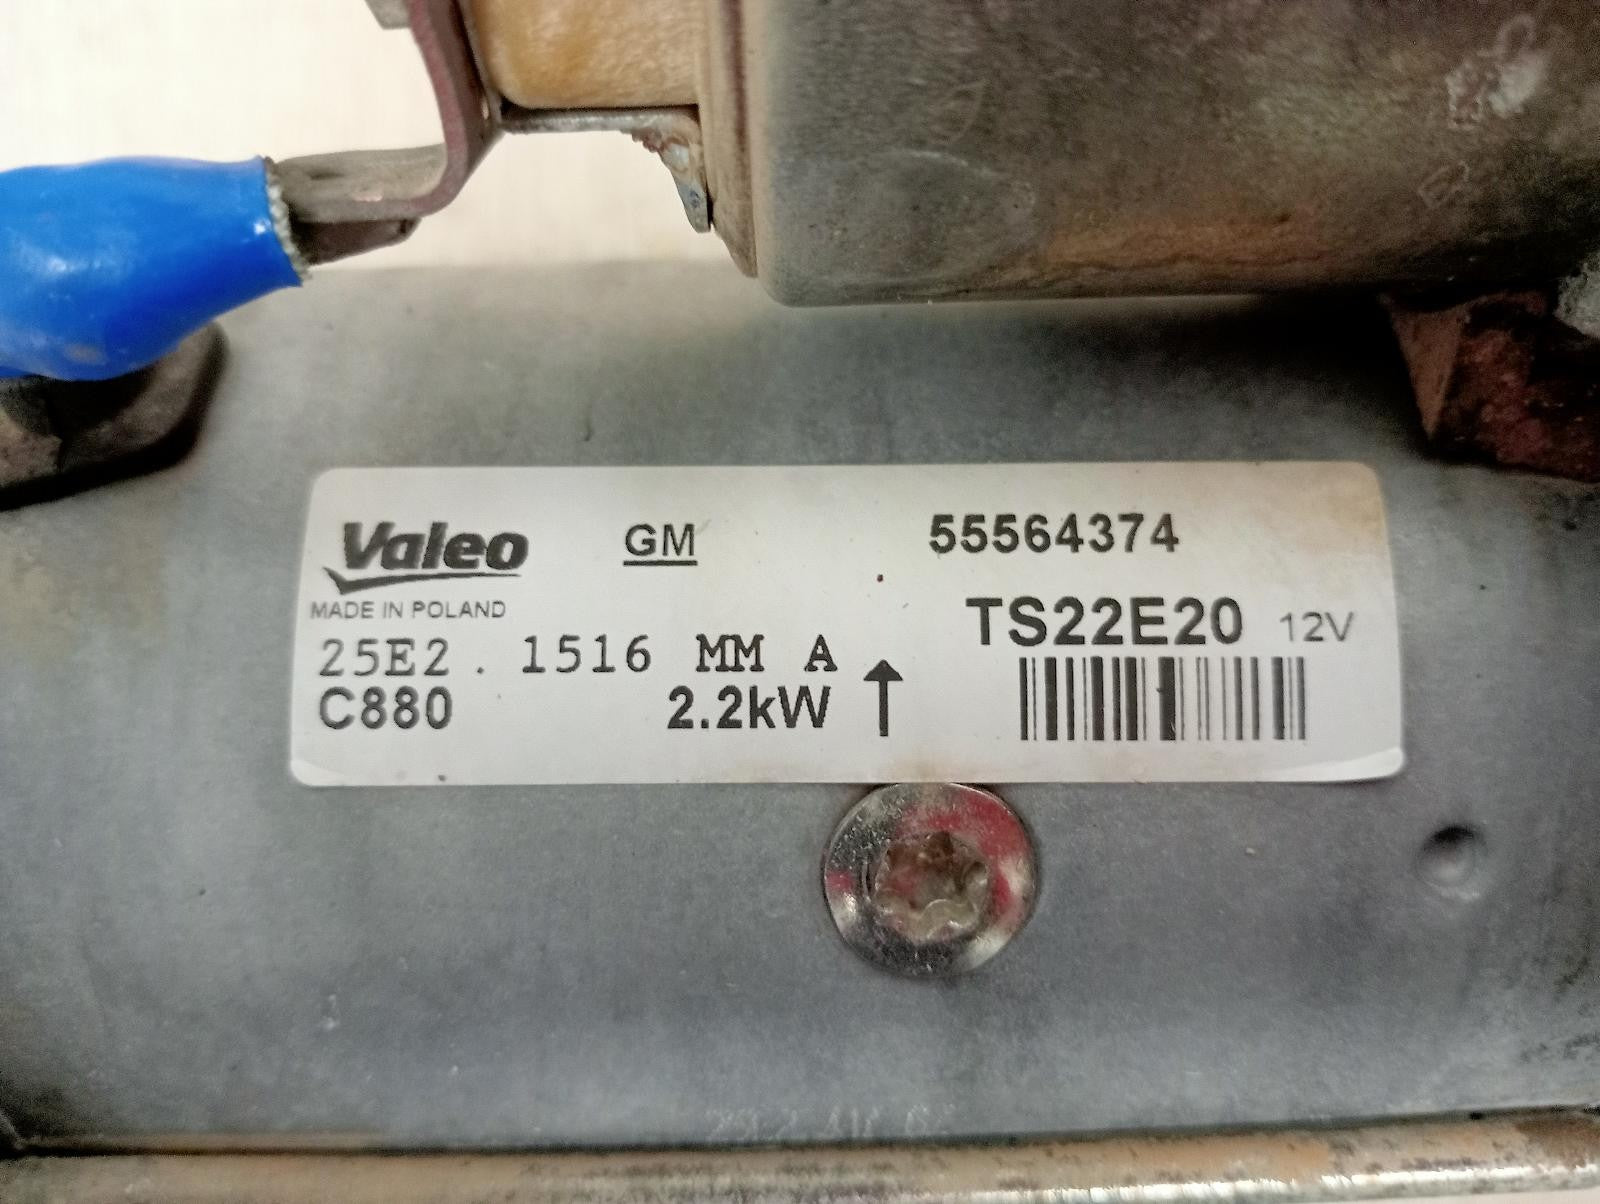 Valeo GM 55564374
MADE IN POLAND TS22E20 12V
25E2 . 1516 MM A
C880 2.2kW ↑